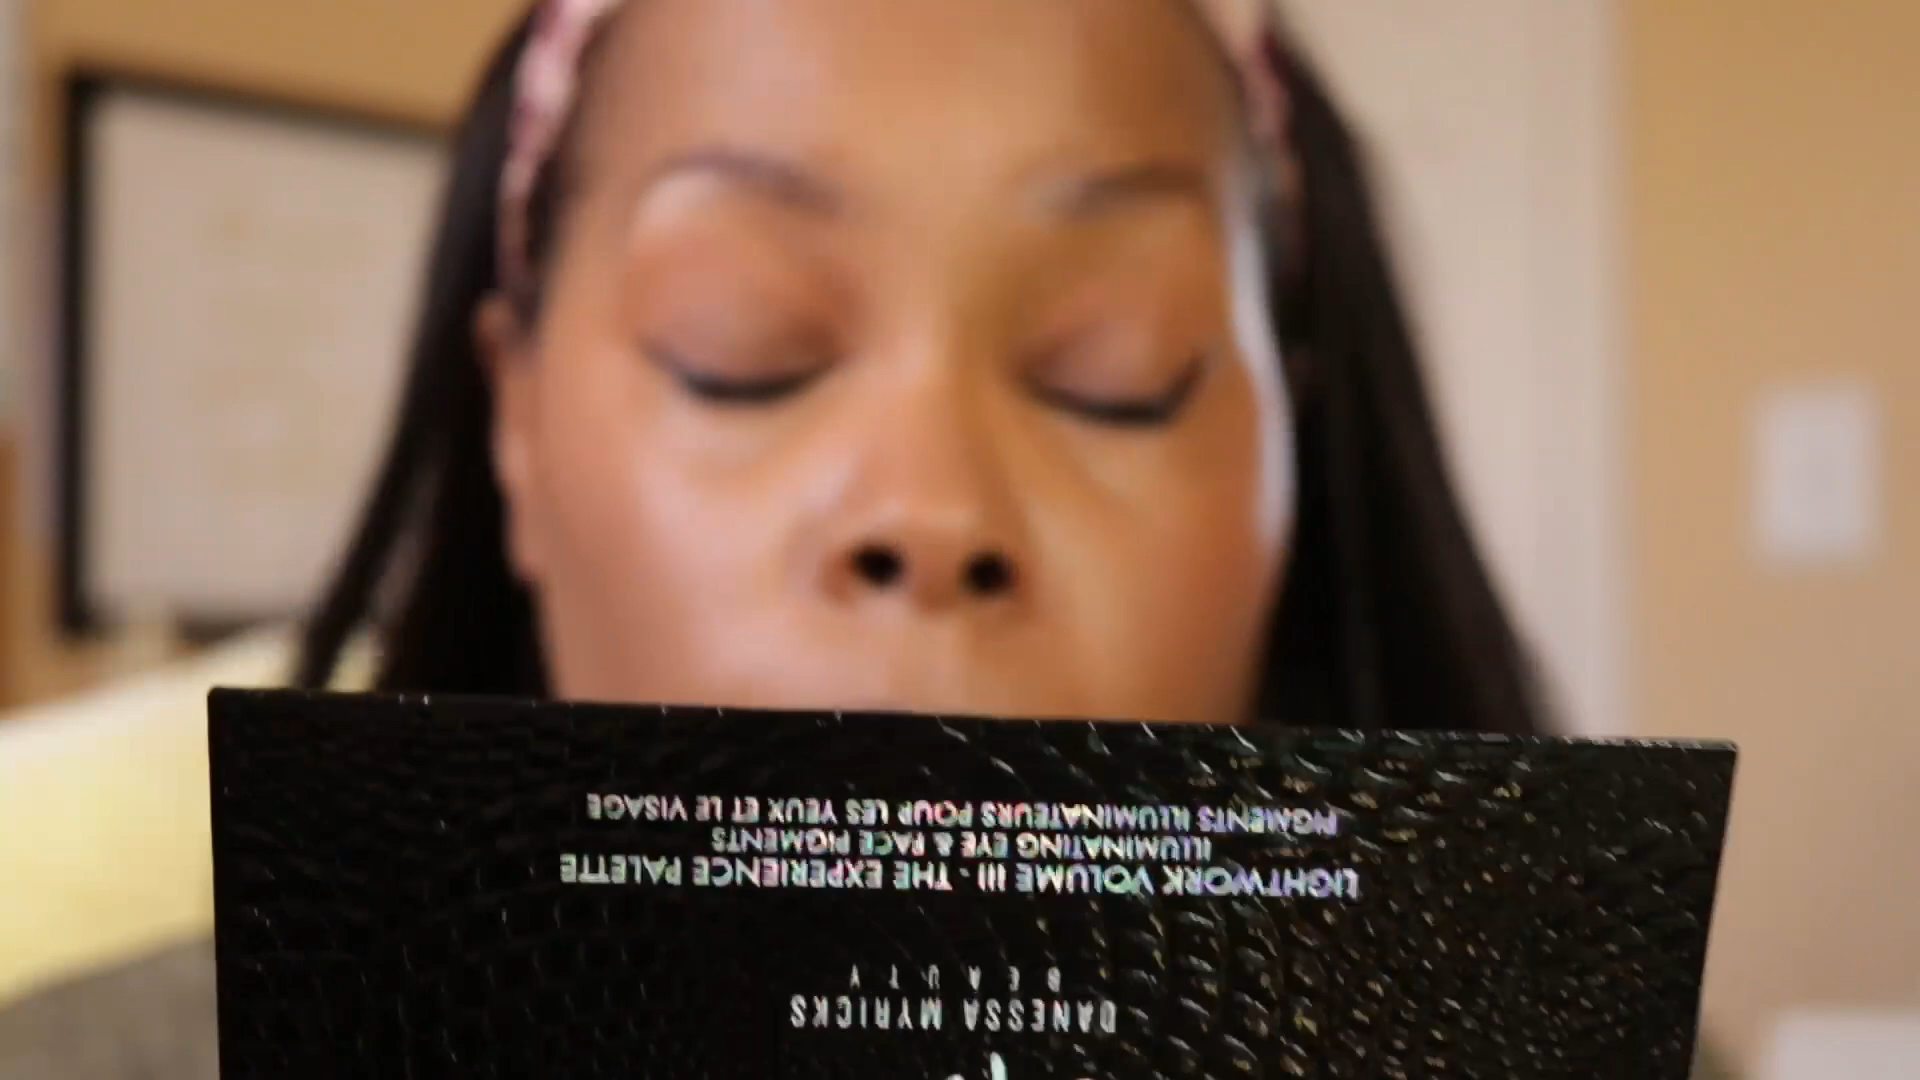 DANESSA MYRICKS
BEAUTY
LIGHTWORK VOLUME III - THE EXPERIENCE PALETTE
ILLUMINATING EYE & FACE PIGMENTS
PIGMENTS ILLUMINATEURS POUR LES YEUX ET LE VISAGE